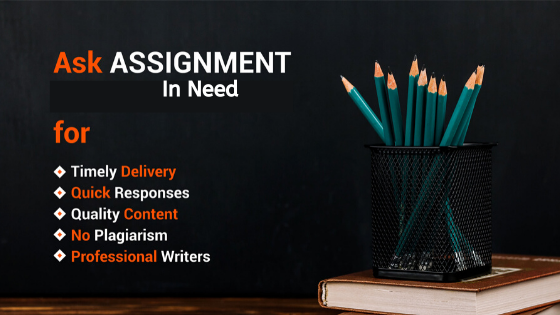 Ask ASSIGNMENT
In Need
for
Timely Delivery
Quick Responses
Quality Content
No Plagiarism
Professional Writers